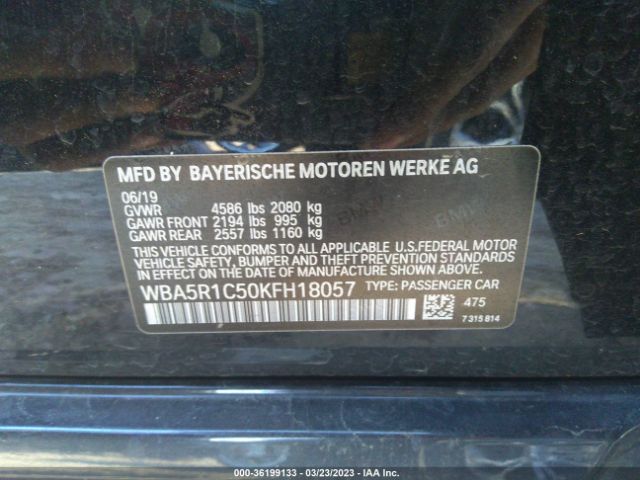 MFD BY BAYERISCHE MOTOREN WERKE AG
06/19
GVWR 4586 lbs 2080 kg
GAWR FRONT 2194 lbs 995 kg
GAWR REAR 2557 lbs 1160 kg
THIS VEHICLE CONFORMS TO ALL APPLICABLE U.S.FEDERAL MOTOR
VEHICLE SAFETY, BUMPER, AND THEFT PREVENTION STANDARDS
IN EFFECT ON THE DATE OF MANUFACTURE SHOWN ABOVE.
WBA5R1C50KFH18057 TYPE: PASSENGER CAR
475
7 315 814
000-36199133 — 03/23/2023 — IAA Inc.